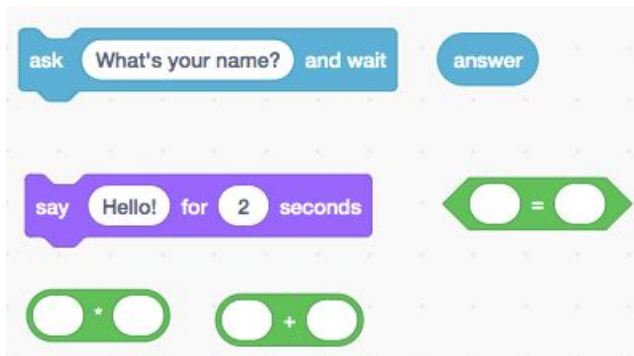 ask What's your name? and wait answer
say Hello! for 2 seconds =
* +